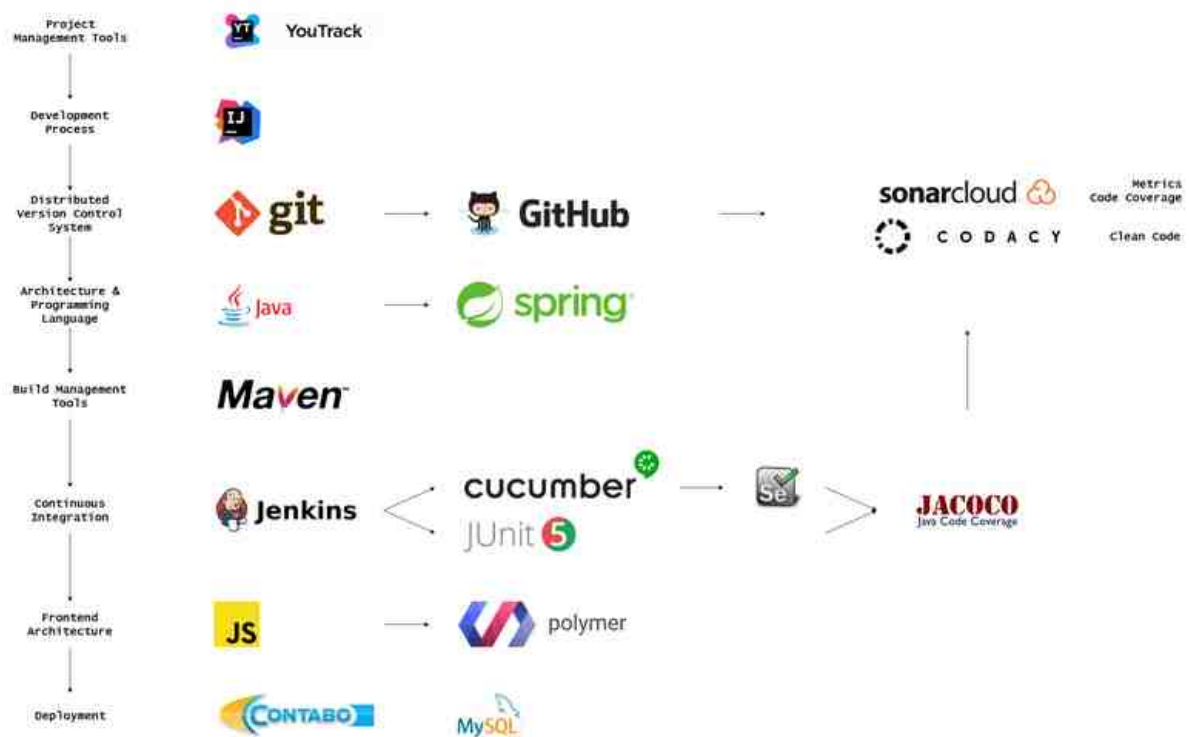 Project
Management Tools
YT YouTrack
Development
Process
IJ
Distributed
Version Control
System
git
GitHub
sonarcloud
Metrics
Code Coverage
CODACY
Clean Code
Architecture &
Programming
Language
Java
spring
Build Management
Tools
Maven™
Continuous
Integration
Jenkins
cucumber
JUnit 5
Se
JACOCO
Java Code Coverage
Frontend
Architecture
JS
polymer
Deployment
CONTABO
MySQL